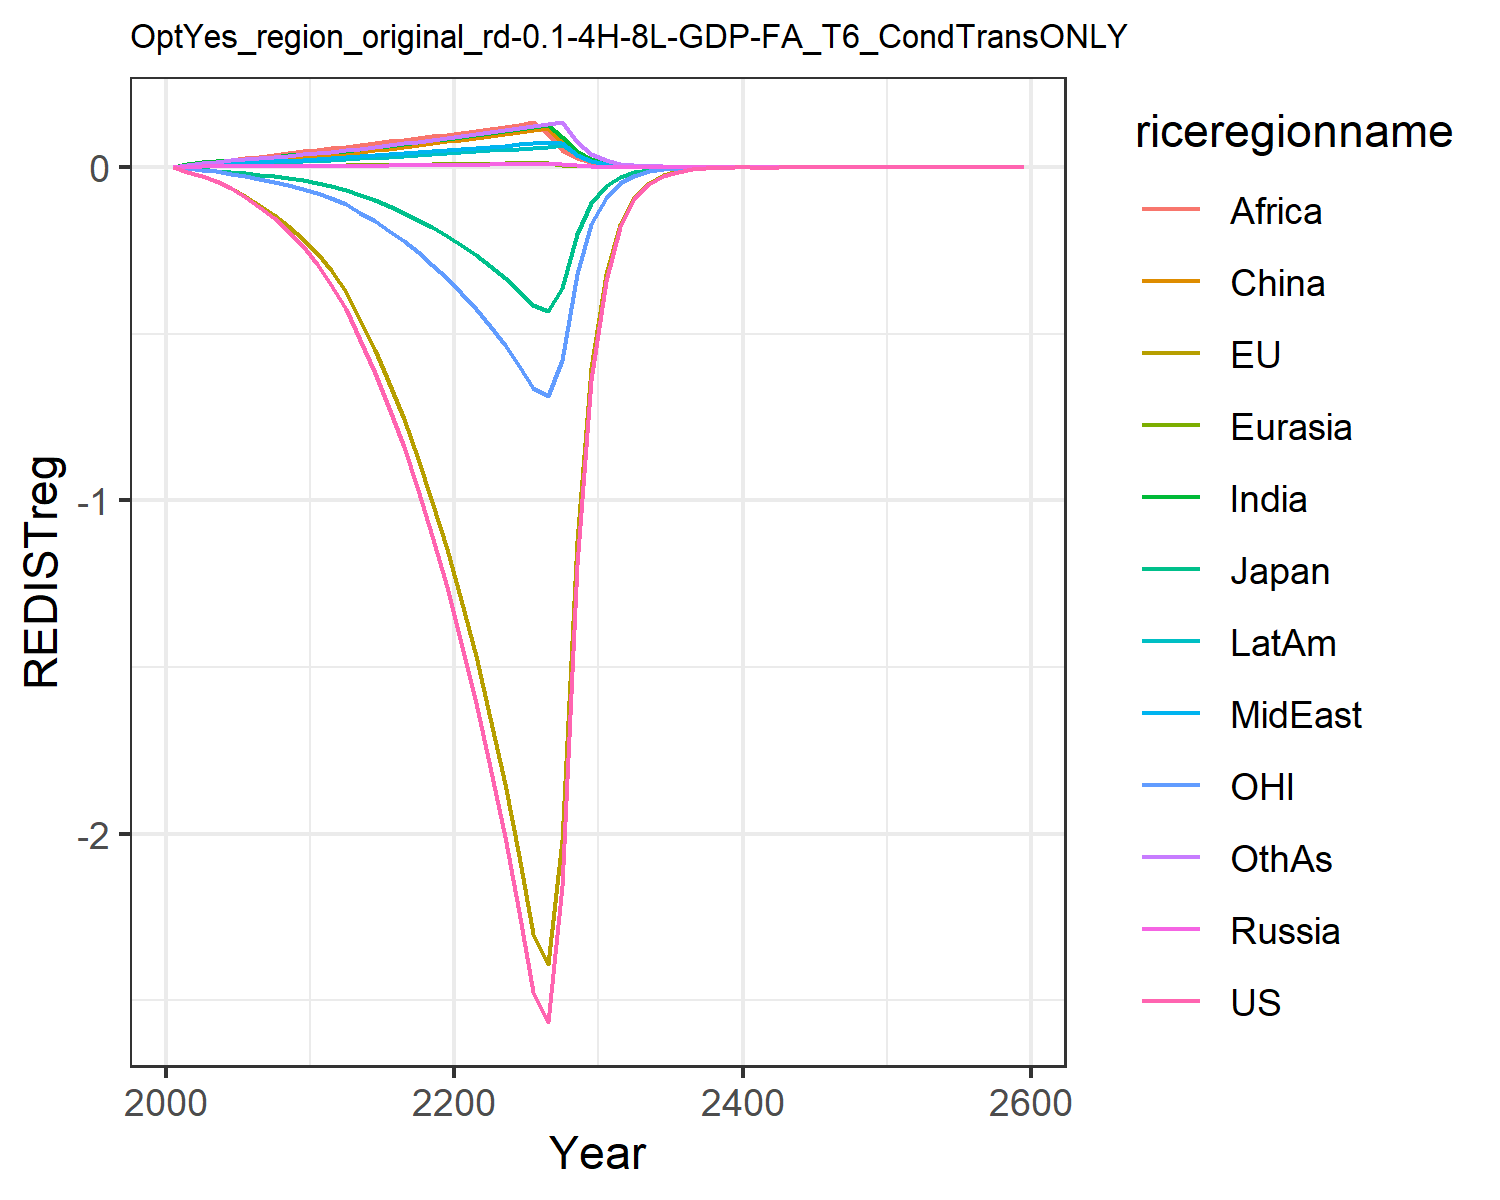 OptYes_region_original_rd-0.1-4H-8L-GDP-FA_T6_CondTransONLY
REDISTreg
0
-1
-2
2000
2200
2400
2600
Year
riceregionname
Africa
China
EU
Eurasia
India
Japan
LatAm
MidEast
OHI
OthAs
Russia
US